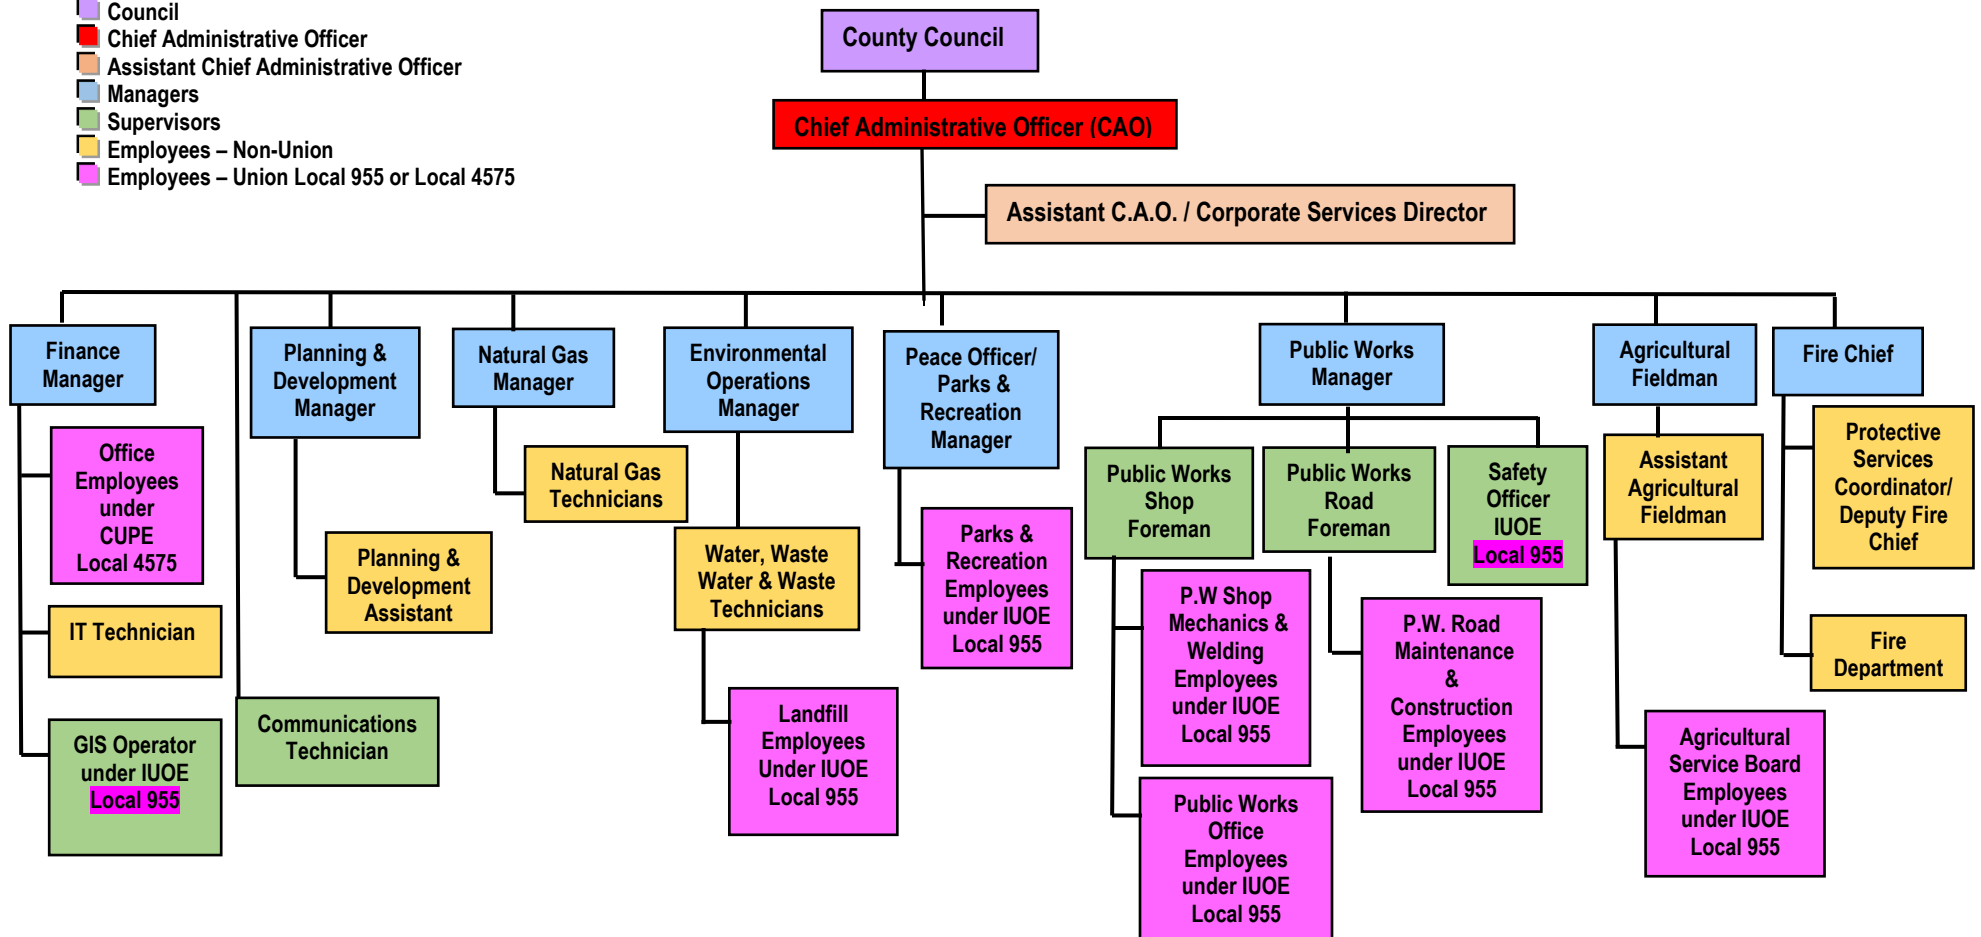 Council
Chief Administrative Officer
Assistant Chief Administrative Officer
Managers
Supervisors
Employees – Non-Union
Employees – Union Local 955 or Local 4575
County Council
Chief Administrative Officer (CAO)
Assistant C.A.O. / Corporate Services Director
Finance
Manager
Planning &
Development
Manager
Natural Gas
Manager
Environmental
Operations
Manager
Peace Officer/
Parks &
Recreation
Manager
Public Works
Manager
Agricultural
Fieldman
Fire Chief
Office
Employees
under
CUPE
Local 4575
IT Technician
GIS Operator
under IUOE
Local 955
Communications
Technician
Planning &
Development
Assistant
Natural Gas
Technicians
Water, Waste
Water & Waste
Technicians
Landfill
Employees
Under IUOE
Local 955
Parks &
Recreation
Employees
under IUOE
Local 955
Public Works
Shop
Foreman
P.W Shop
Mechanics &
Welding
Employees
under IUOE
Local 955
Public Works
Office
Employees
under IUOE
Local 955
Public Works
Road
Foreman
P.W. Road
Maintenance
&
Construction
Employees
under IUOE
Local 955
Safety
Officer
IUOE
Local 955
Assistant
Agricultural
Fieldman
Agricultural
Service Board
Employees
under IUOE
Local 955
Protective
Services
Coordinator/
Deputy Fire
Chief
Fire
Department